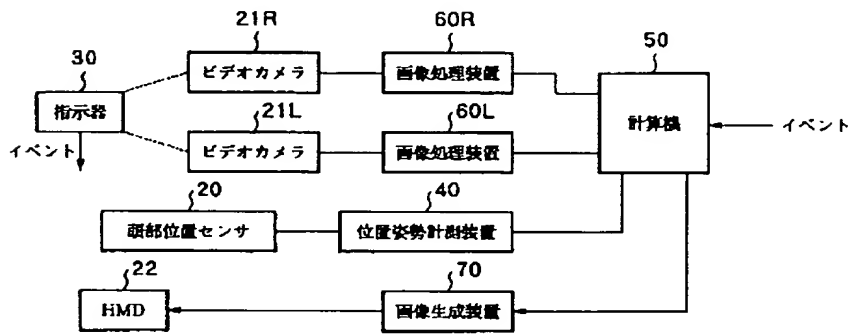 21R
60R
50
30
ビデオカメラ
画像処理装置
指示器
計算機
イベント
21L
60L
イベント
ビデオカメラ
画像処理装置
20
40
頭部位置センサ
位置姿勢計測装置
22
70
HMD
画像生成装置